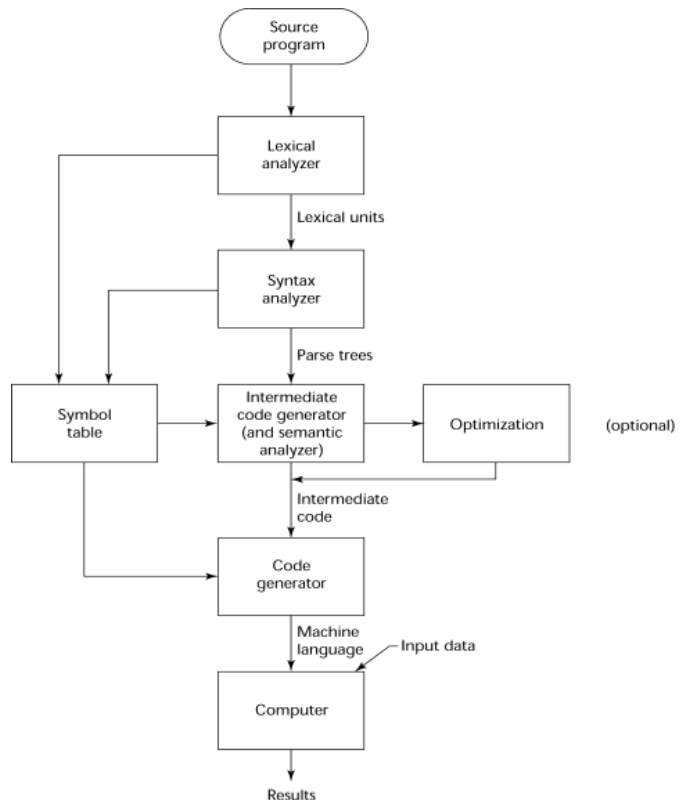 Source
program
Lexical
analyzer
Lexical units
Syntax
analyzer
Parse trees
Symbol
table
Intermediate
code generator
(and semantic
analyzer)
Optimization
(optional)
Intermediate
code
Code
generator
Machine
language
Input data
Computer
Results